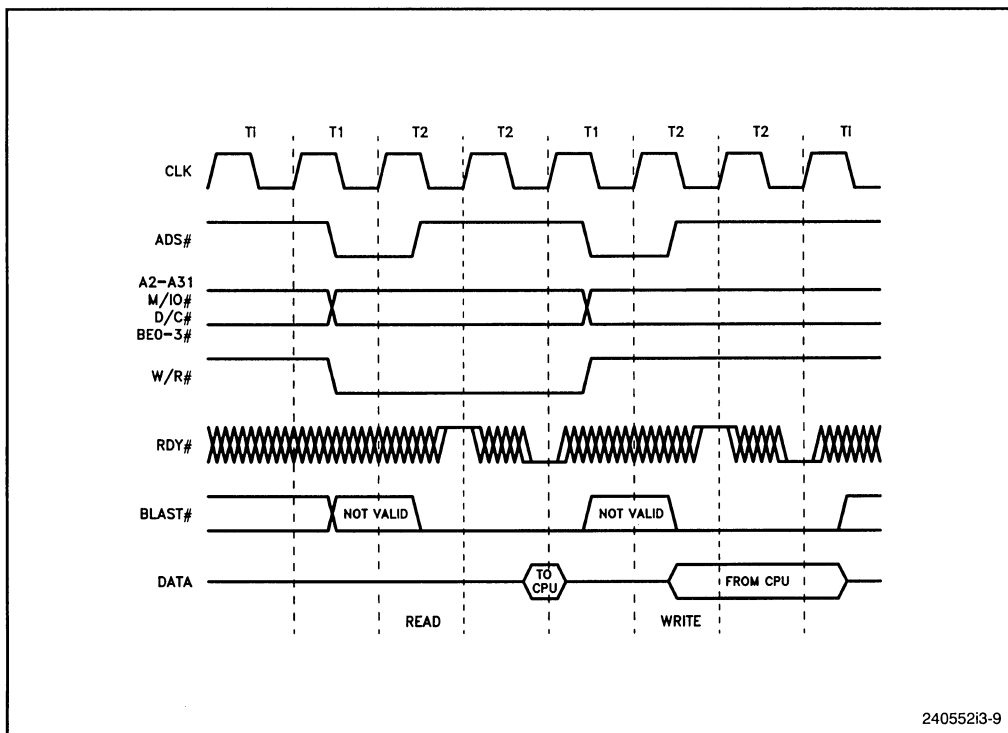 Ti T1 T2 T2 T1 T2 T2 Ti
CLK
ADS#
A2-A31
M/IO#
D/C#
BE0-3#
W/R#
RDY#
BLAST# NOT VALID NOT VALID
DATA TO CPU FROM CPU
READ WRITE
240552i3-9